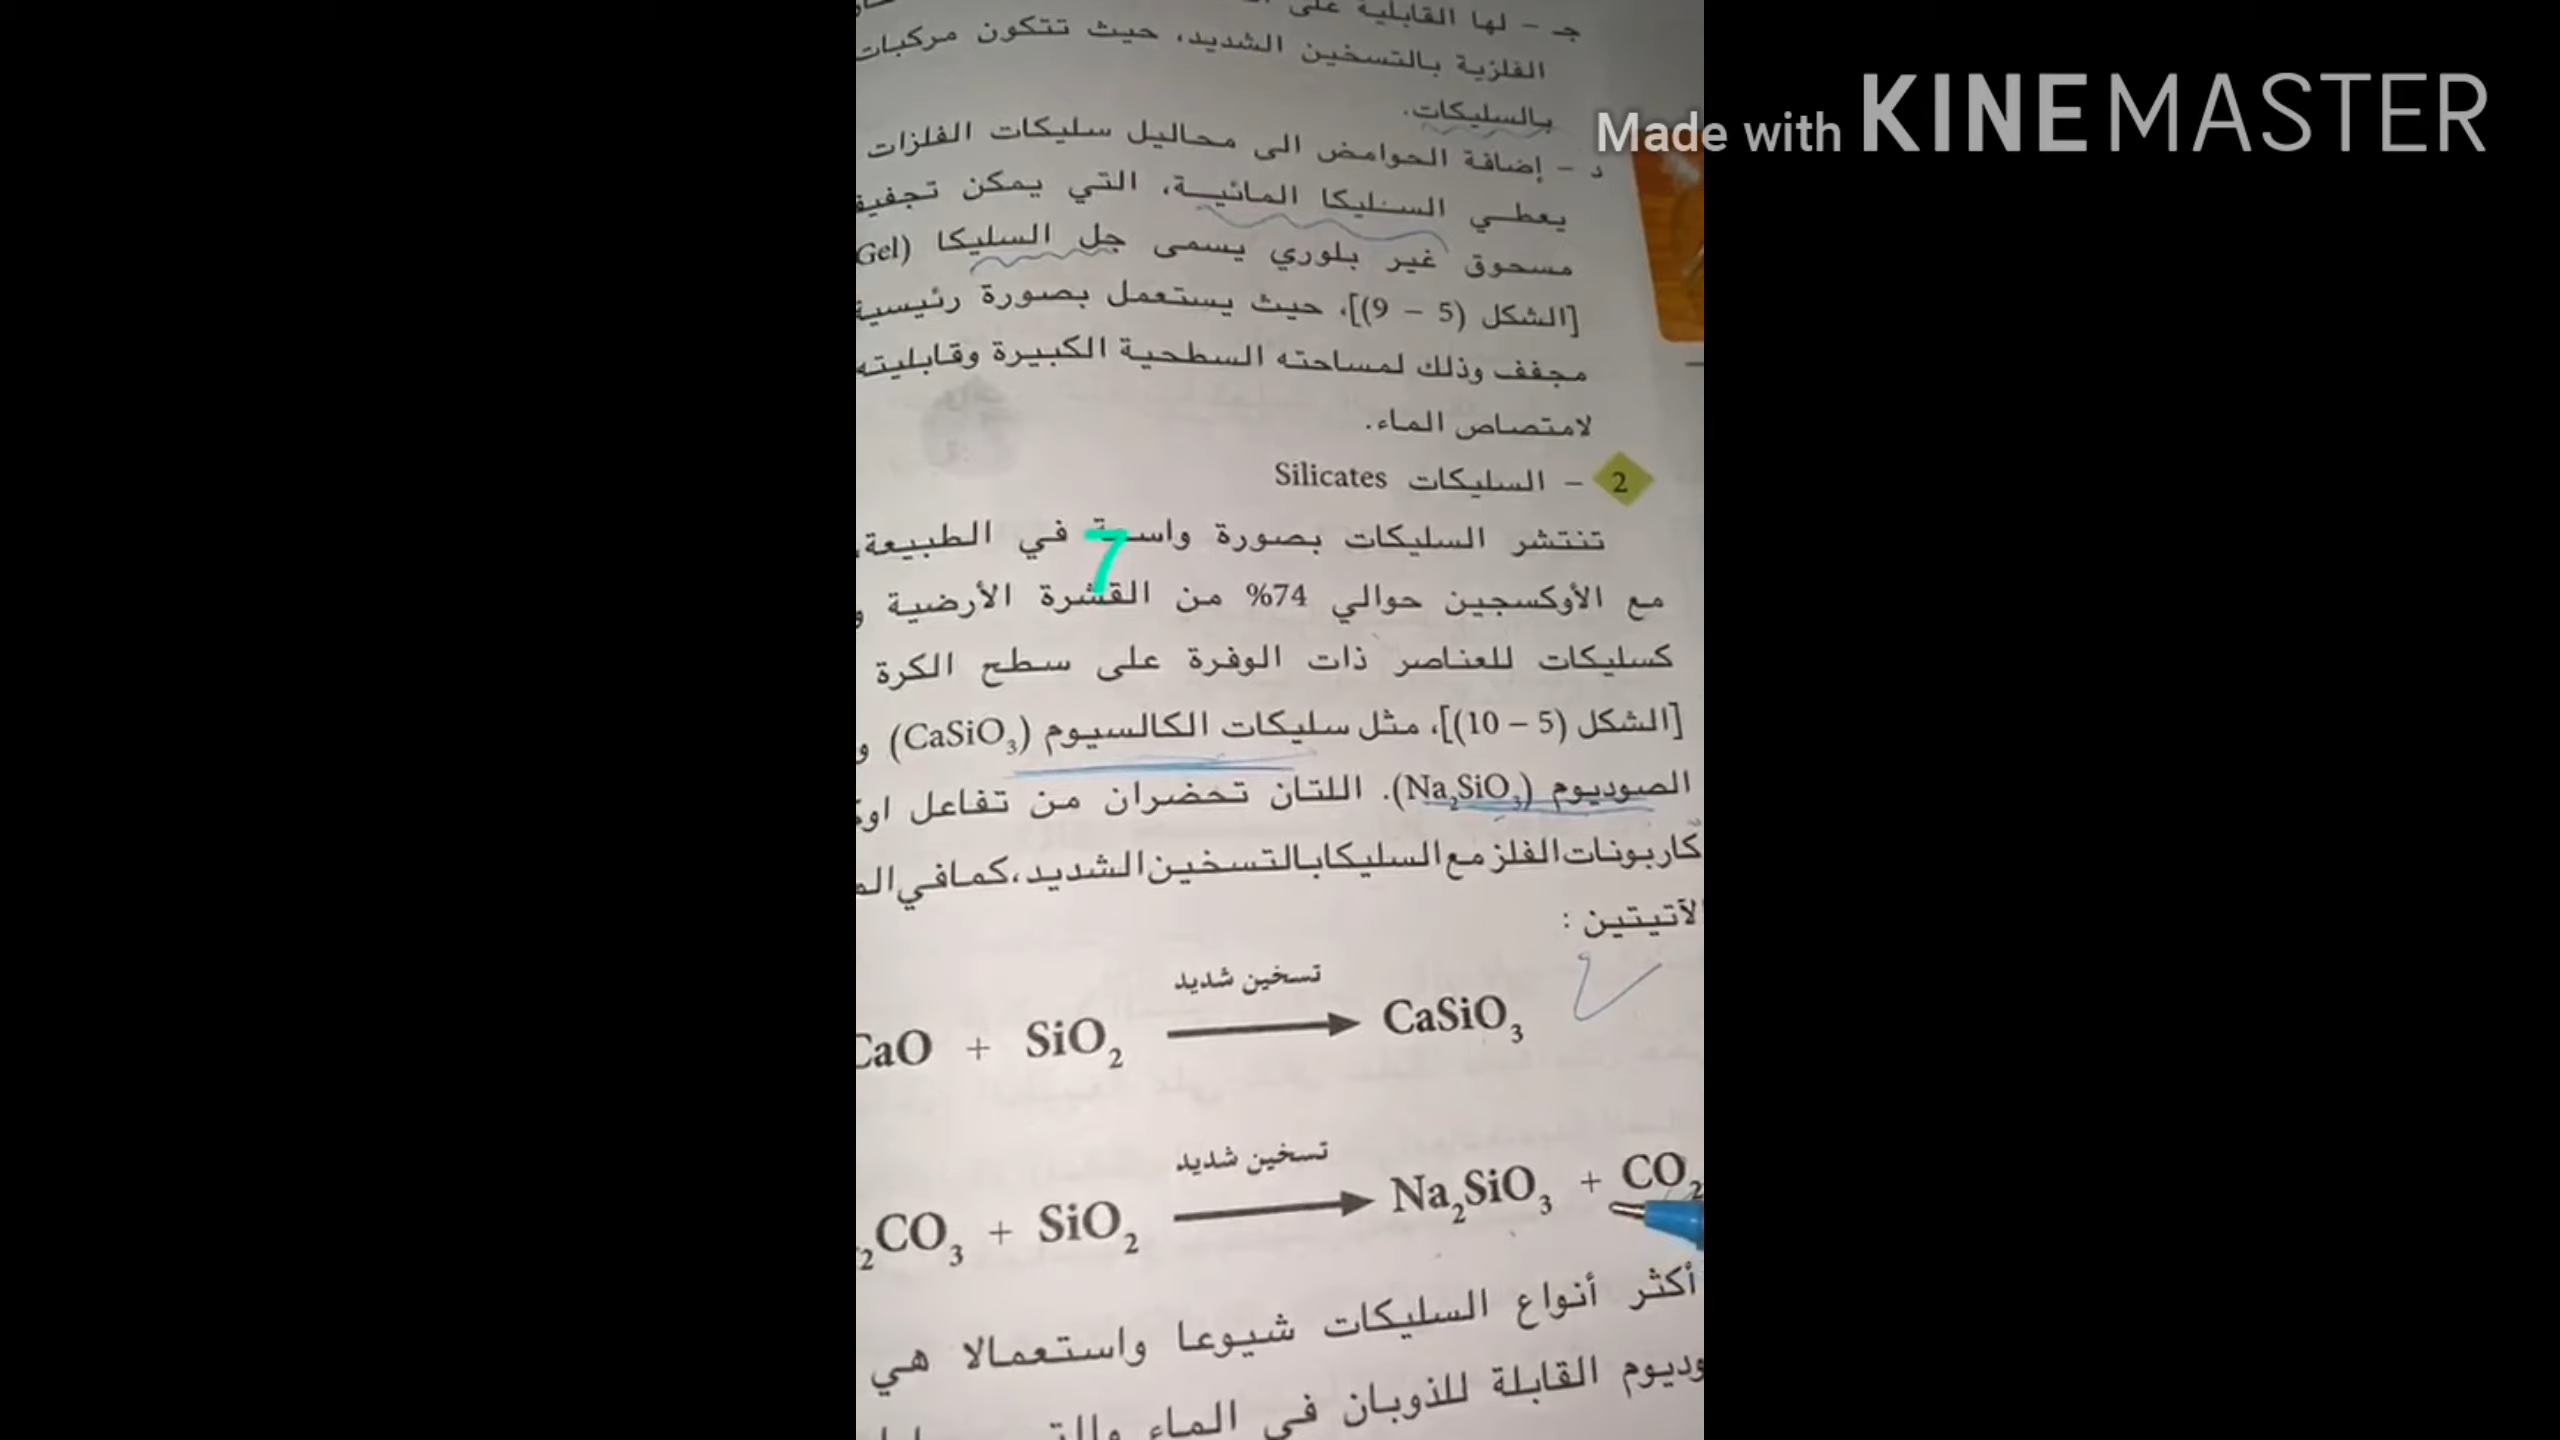 جـ – لها القابلية على
الفلزية بالتسخين الشديد، حيث تتكون مركبات
بالسليكات.
Made with KINEMASTER
د – إضافة الحوامض الى محاليل سليكات الفلزات
يعطي السليكا المائية، التي يمكن
مسحوق غير بلوري يسمى جل السليكا (Gel
[الشكل (5 – 9)]، حيث يستعمل بصورة رئيسية
مجفف وذلك لمساحته السطحية الكبيرة وقابليته
لامتصاص الماء.
2 – السليكات Silicates
تنتشر السليكات بصورة واسعة في الطبيعة،
7
مع الأوكسجين حوالي 74% من القشرة الأرضية و
كسليكات للعناصر ذات الوفرة على سطح الكرة
[الشكل (5 – 10)]، مثل سليكات الكالسيوم (CaSiO₃) و
الصوديوم (Na₂SiO₃). اللتان تحضران من تفاعل
كاربونات الفلز مع السليكا بالتسخين الشديد، كما في
الآتيتين :
تسخين شديد
CaO + SiO₂ → CaSiO₃
تسخين شديد
₂CO₃ + SiO₂ → Na₂SiO₃ + CO₂
أكثر أنواع السليكات شيوعا واستعمالا هي
وديوم القابلة للذوبان في الماء